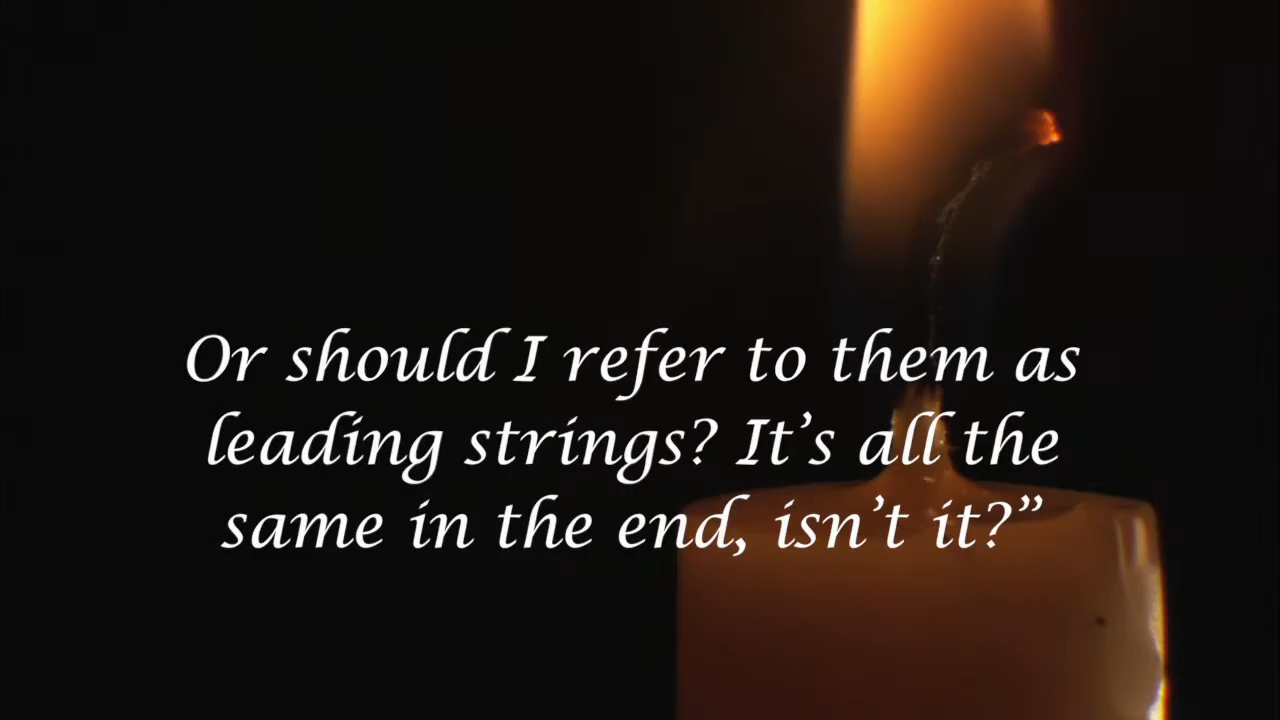 Or should I refer to them as
leading strings? It’s all the
same in the end, isn’t it?”